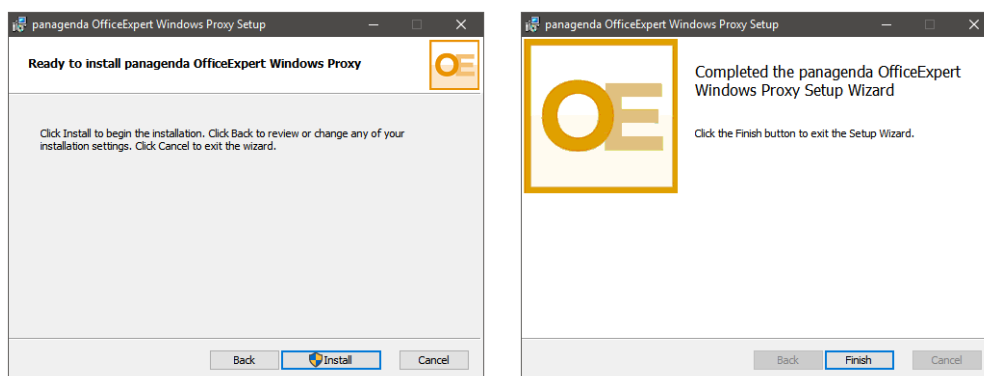 panagenda OfficeExpert Windows Proxy Setup
Ready to install panagenda OfficeExpert Windows Proxy
OE
Click Install to begin the installation. Click Back to review or change any of your
installation settings. Click Cancel to exit the wizard.
Back
Install
Cancel
panagenda OfficeExpert Windows Proxy Setup
OE
Completed the panagenda OfficeExpert
Windows Proxy Setup Wizard
Click the Finish button to exit the Setup Wizard.
Back
Finish
Cancel